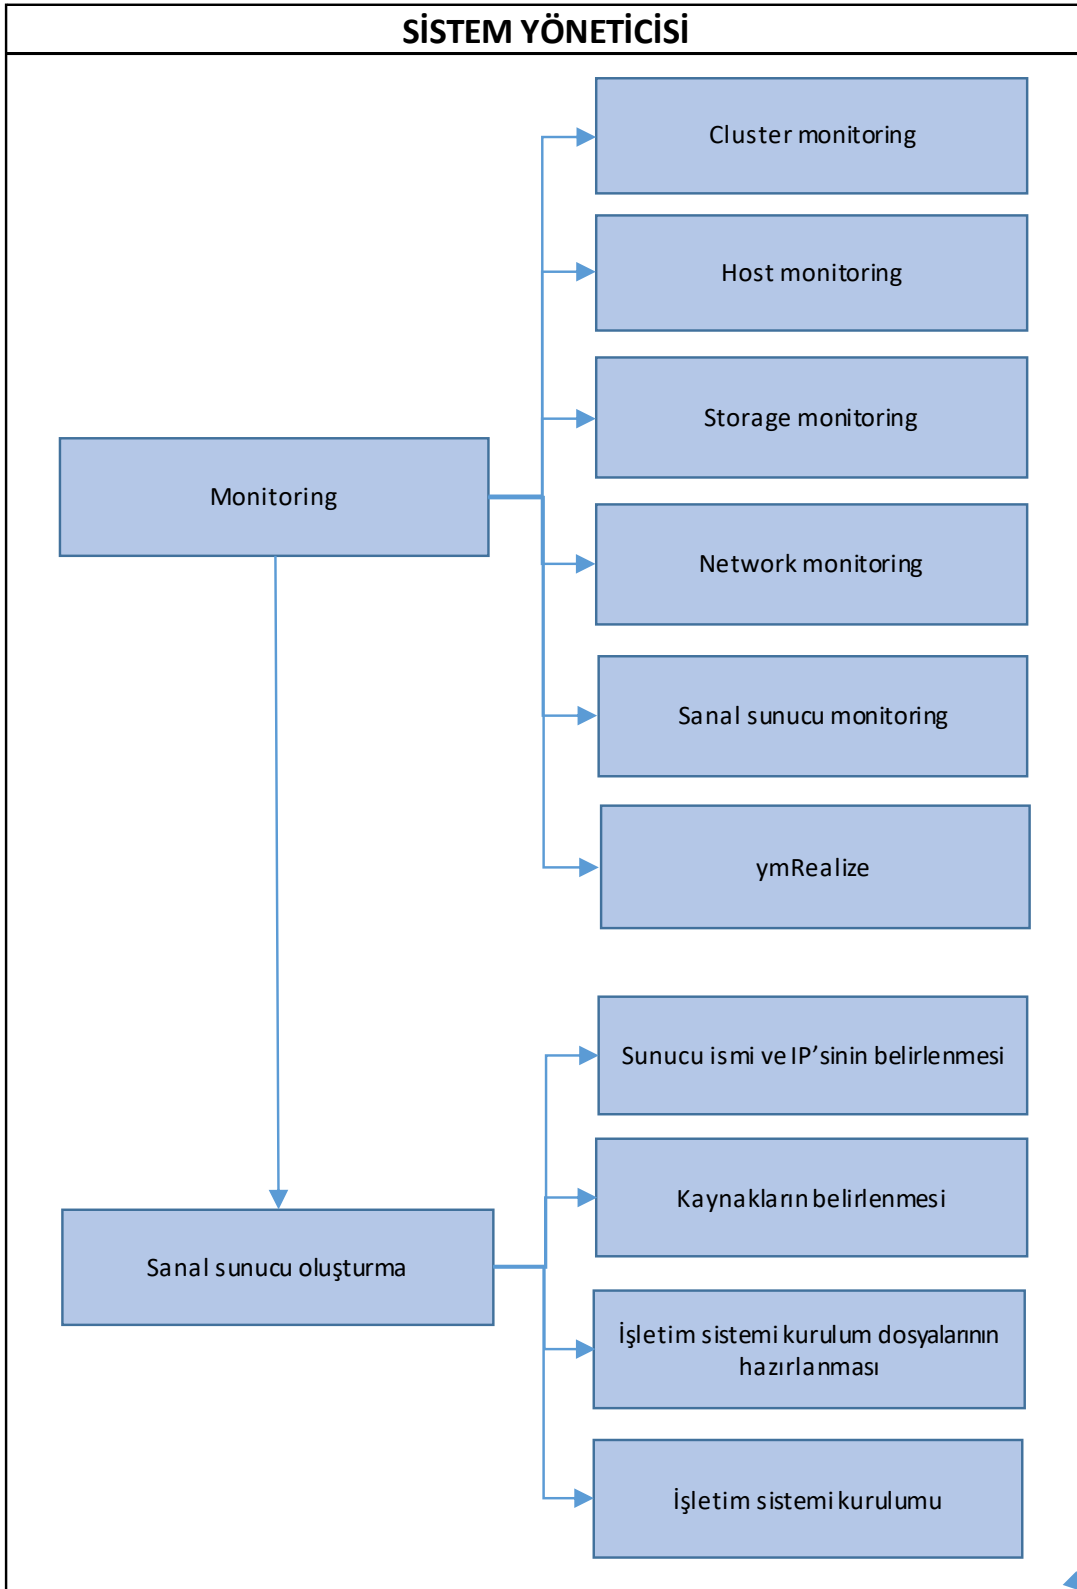 SİSTEM YÖNETİCİSİ
Cluster monitoring
Host monitoring
Storage monitoring
Monitoring
Network monitoring
Sanal sunucu monitoring
ymRealize
Sunucu ismi ve IP’sinin belirlenmesi
Kaynakların belirlenmesi
Sanal sunucu oluşturma
İşletim sistemi kurulum dosyalarının
hazırlanması
İşletim sistemi kurulumu